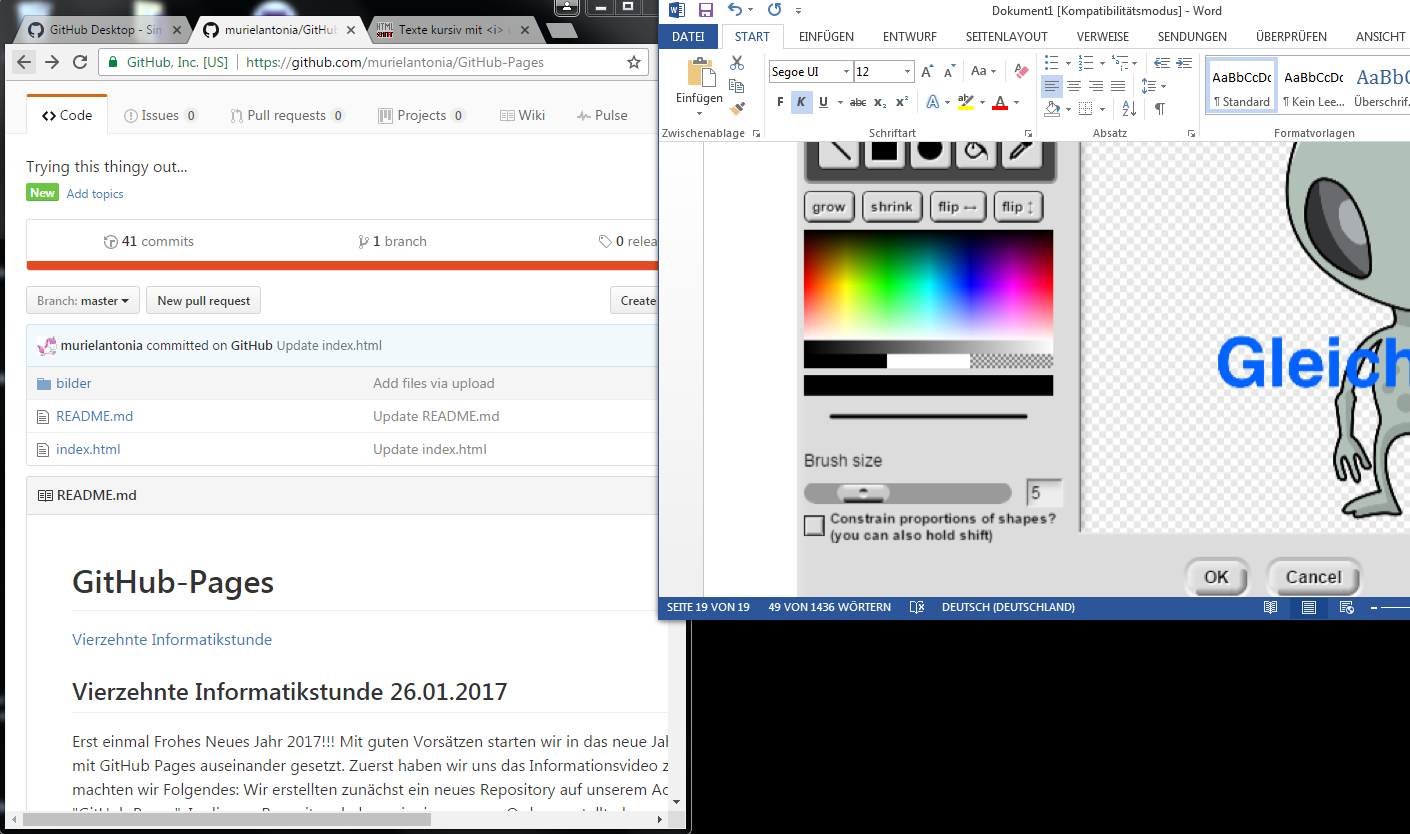 GitHub Desktop - Sim
murielantonia/GitHub
HTML
Texte kursiv mit <i> u
GitHub, Inc. [US]
https://github.com/murielantonia/GitHub-Pages
Code
Issues 0
Pull requests 0
Projects 0
Wiki
Pulse
Trying this thingy out...
New Add topics
41 commits
1 branch
0 relea
Branch: master
New pull request
Create
murielantonia committed on GitHub Update index.html
bilder
Add files via upload
README.md
Update README.md
index.html
Update index.html
README.md
GitHub-Pages
Vierzehnte Informatikstunde
Vierzehnte Informatikstunde 26.01.2017
Erst einmal Frohes Neues Jahr 2017!!! Mit guten Vorsätzen starten wir in das neue Jah
mit GitHub Pages auseinander gesetzt. Zuerst haben wir uns das Informationsvideo z
machten wir Folgendes: Wir erstellten zunächst ein neues Repository auf unserem Ac
Dokument1 [Kompatibilitätsmodus] - Word
DATEI
START
EINFÜGEN
ENTWURF
SEITENLAYOUT
VERWEISE
SENDUNGEN
ÜBERPRÜFEN
ANSICHT
Einfügen
Segoe UI
12
Aa
F K U abc x₂ x² A ab A
AaBbCcDc
AaBbCcDc
AaBbC
¶ Standard
¶ Kein Lee...
Überschrif...
Zwischenablage
Schriftart
Absatz
Formatvorlagen
grow
shrink
flip ↔
flip ↕
Gleich
Brush size
5
Constrain proportions of shapes?
(you can also hold shift)
OK
Cancel
SEITE 19 VON 19
49 VON 1436 WÖRTERN
DEUTSCH (DEUTSCHLAND)